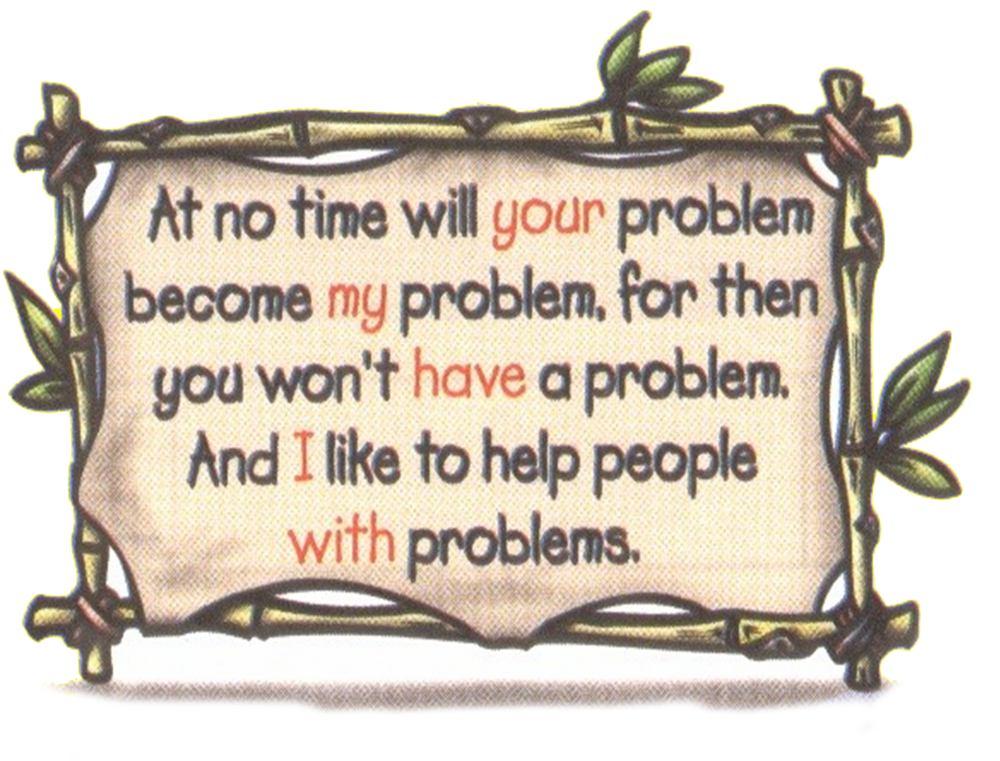 At no time will your problem
become my problem, for then
you won't have a problem.
And I like to help people
with problems.